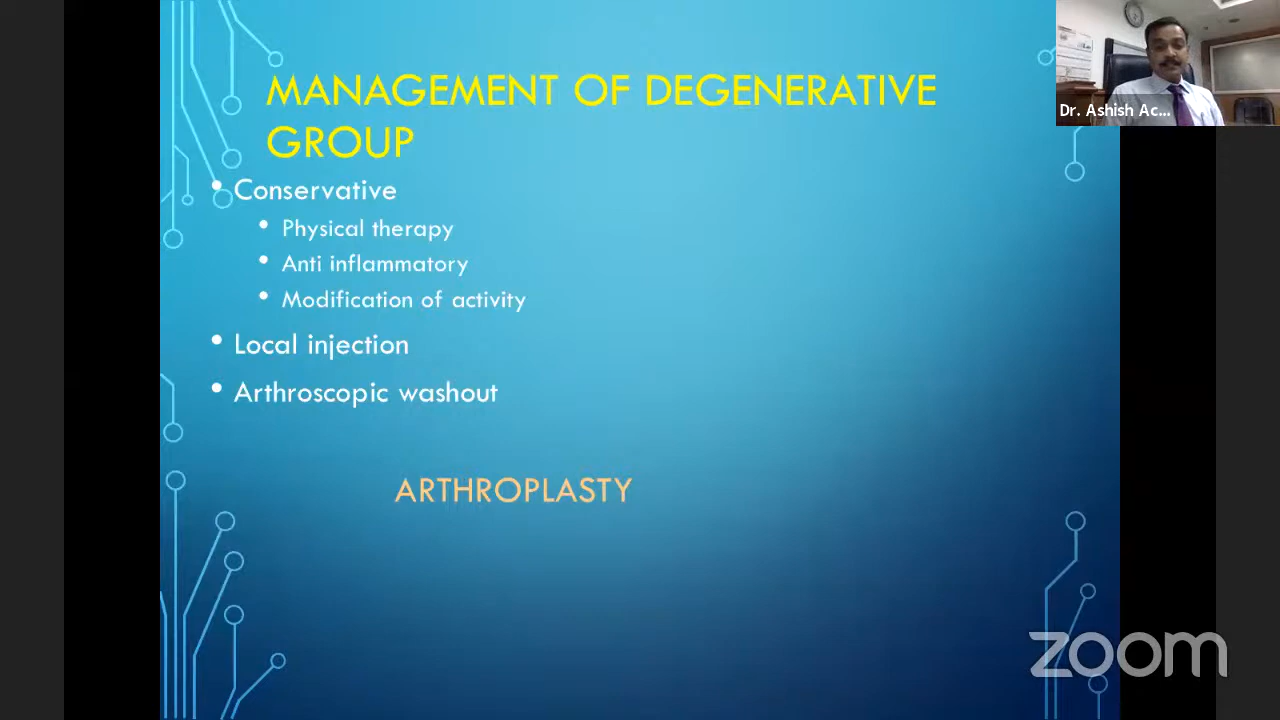 MANAGEMENT OF DEGENERATIVE
GROUP
• Conservative
• Physical therapy
• Anti inflammatory
• Modification of activity
• Local injection
• Arthroscopic washout
ARTHROPLASTY
Dr. Ashish Ac...
zoom